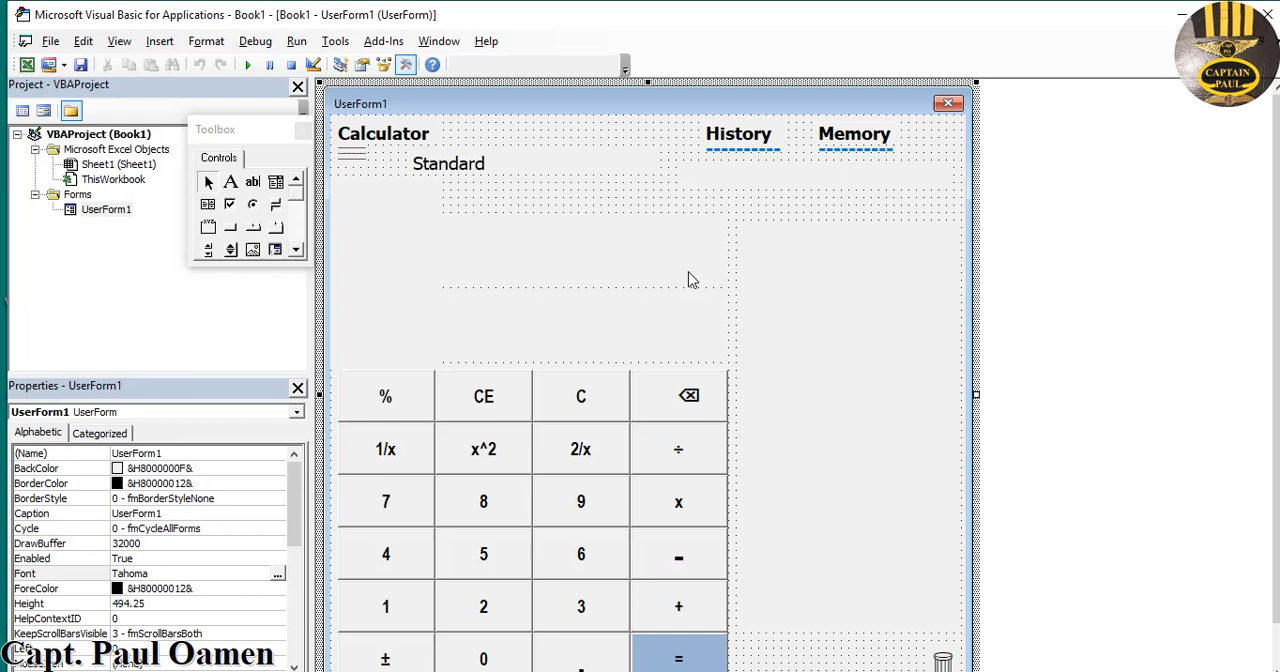 Microsoft Visual Basic for Applications - Book1 - [Book1 - UserForm1 (UserForm)]
File Edit View Insert Format Debug Run Tools Add-Ins Window Help
Project - VBAProject
VBAProject (Book1)
Microsoft Excel Objects
Sheet1 (Sheet1)
ThisWorkbook
Forms
UserForm1
Toolbox
Controls
A ab|
Properties - UserForm1
UserForm1 UserForm
Alphabetic Categorized
(Name) UserForm1
BackColor &H8000000F&
BorderColor &H80000012&
BorderStyle 0 - fmBorderStyleNone
Caption UserForm1
Cycle 0 - fmCycleAllForms
DrawBuffer 32000
Enabled True
Font Tahoma ...
ForeColor &H80000012&
Height 494.25
HelpContextID 0
KeepScrollBarsVisible 3 - fmScrollBarsBoth
Capt. Paul Oamen
UserForm1
Calculator History Memory
Standard
% CE C ⌫
1/x x^2 2/x ÷
7 8 9 x
4 5 6 -
1 2 3 +
± 0 . =
CAPTAIN
PAUL